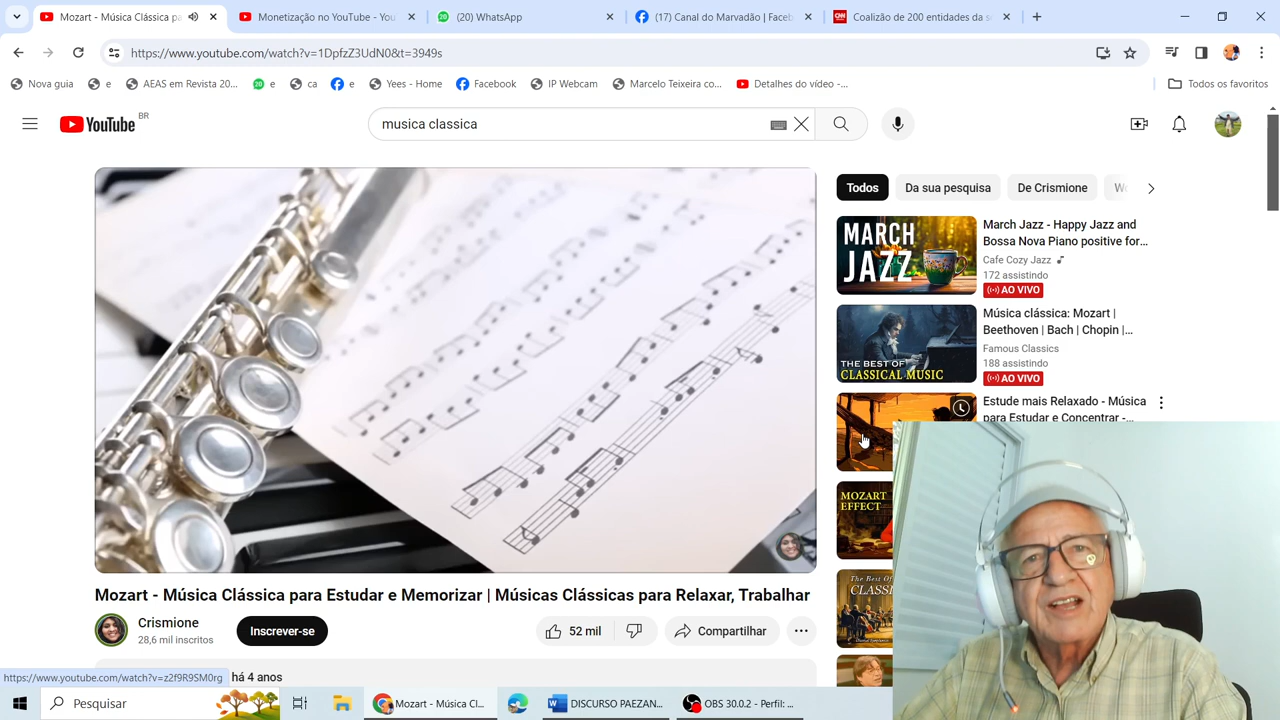 Mozart - Música Clássica pa
Monetização no YouTube - You
(20) WhatsApp
(17) Canal do Marvadão | Faceb
Coalizão de 200 entidades da s
https://www.youtube.com/watch?v=1DpfzZ3UdN0&t=3949s
Nova guia
e
AEAS em Revista 20...
e
ca
e
Yees - Home
Facebook
IP Webcam
Marcelo Teixeira co...
Detalhes do vídeo -...
Todos os favoritos
YouTube BR
musica classica
Todos
Da sua pesquisa
De Crismione
MARCH
JAZZ
March Jazz - Happy Jazz and
Bossa Nova Piano positive for...
Cafe Cozy Jazz
172 assistindo
AO VIVO
THE BEST OF
CLASSICAL MUSIC
Música clássica: Mozart |
Beethoven | Bach | Chopin |...
Famous Classics
188 assistindo
AO VIVO
Estude mais Relaxado - Música
para Estudar e Concentrar -...
MOZART
EFFECT
The Best Of
CLASSI
Mozart - Música Clássica para Estudar e Memorizar | Músicas Clássicas para Relaxar, Trabalhar
Crismione
28,6 mil inscritos
Inscrever-se
52 mil
Compartilhar
https://www.youtube.com/watch?v=z2f9R9SM0rg
há 4 anos
Pesquisar
Mozart - Música Cl...
DISCURSO PAEZAN...
OBS 30.0.2 - Perfil: ...